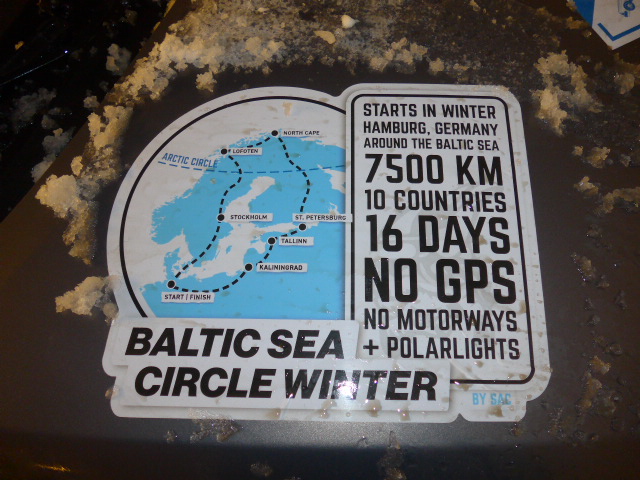 NORTH CAPE
LOFOTEN
ARCTIC CIRCLE
STOCKHOLM
ST. PETERSBURG
TALLINN
KALININGRAD
START | FINISH
BALTIC SEA
CIRCLE WINTER
STARTS IN WINTER
HAMBURG, GERMANY
AROUND THE BALTIC SEA
7500 KM
10 COUNTRIES
16 DAYS
NO GPS
NO MOTORWAYS
+ POLARLIGHTS
BY SAC